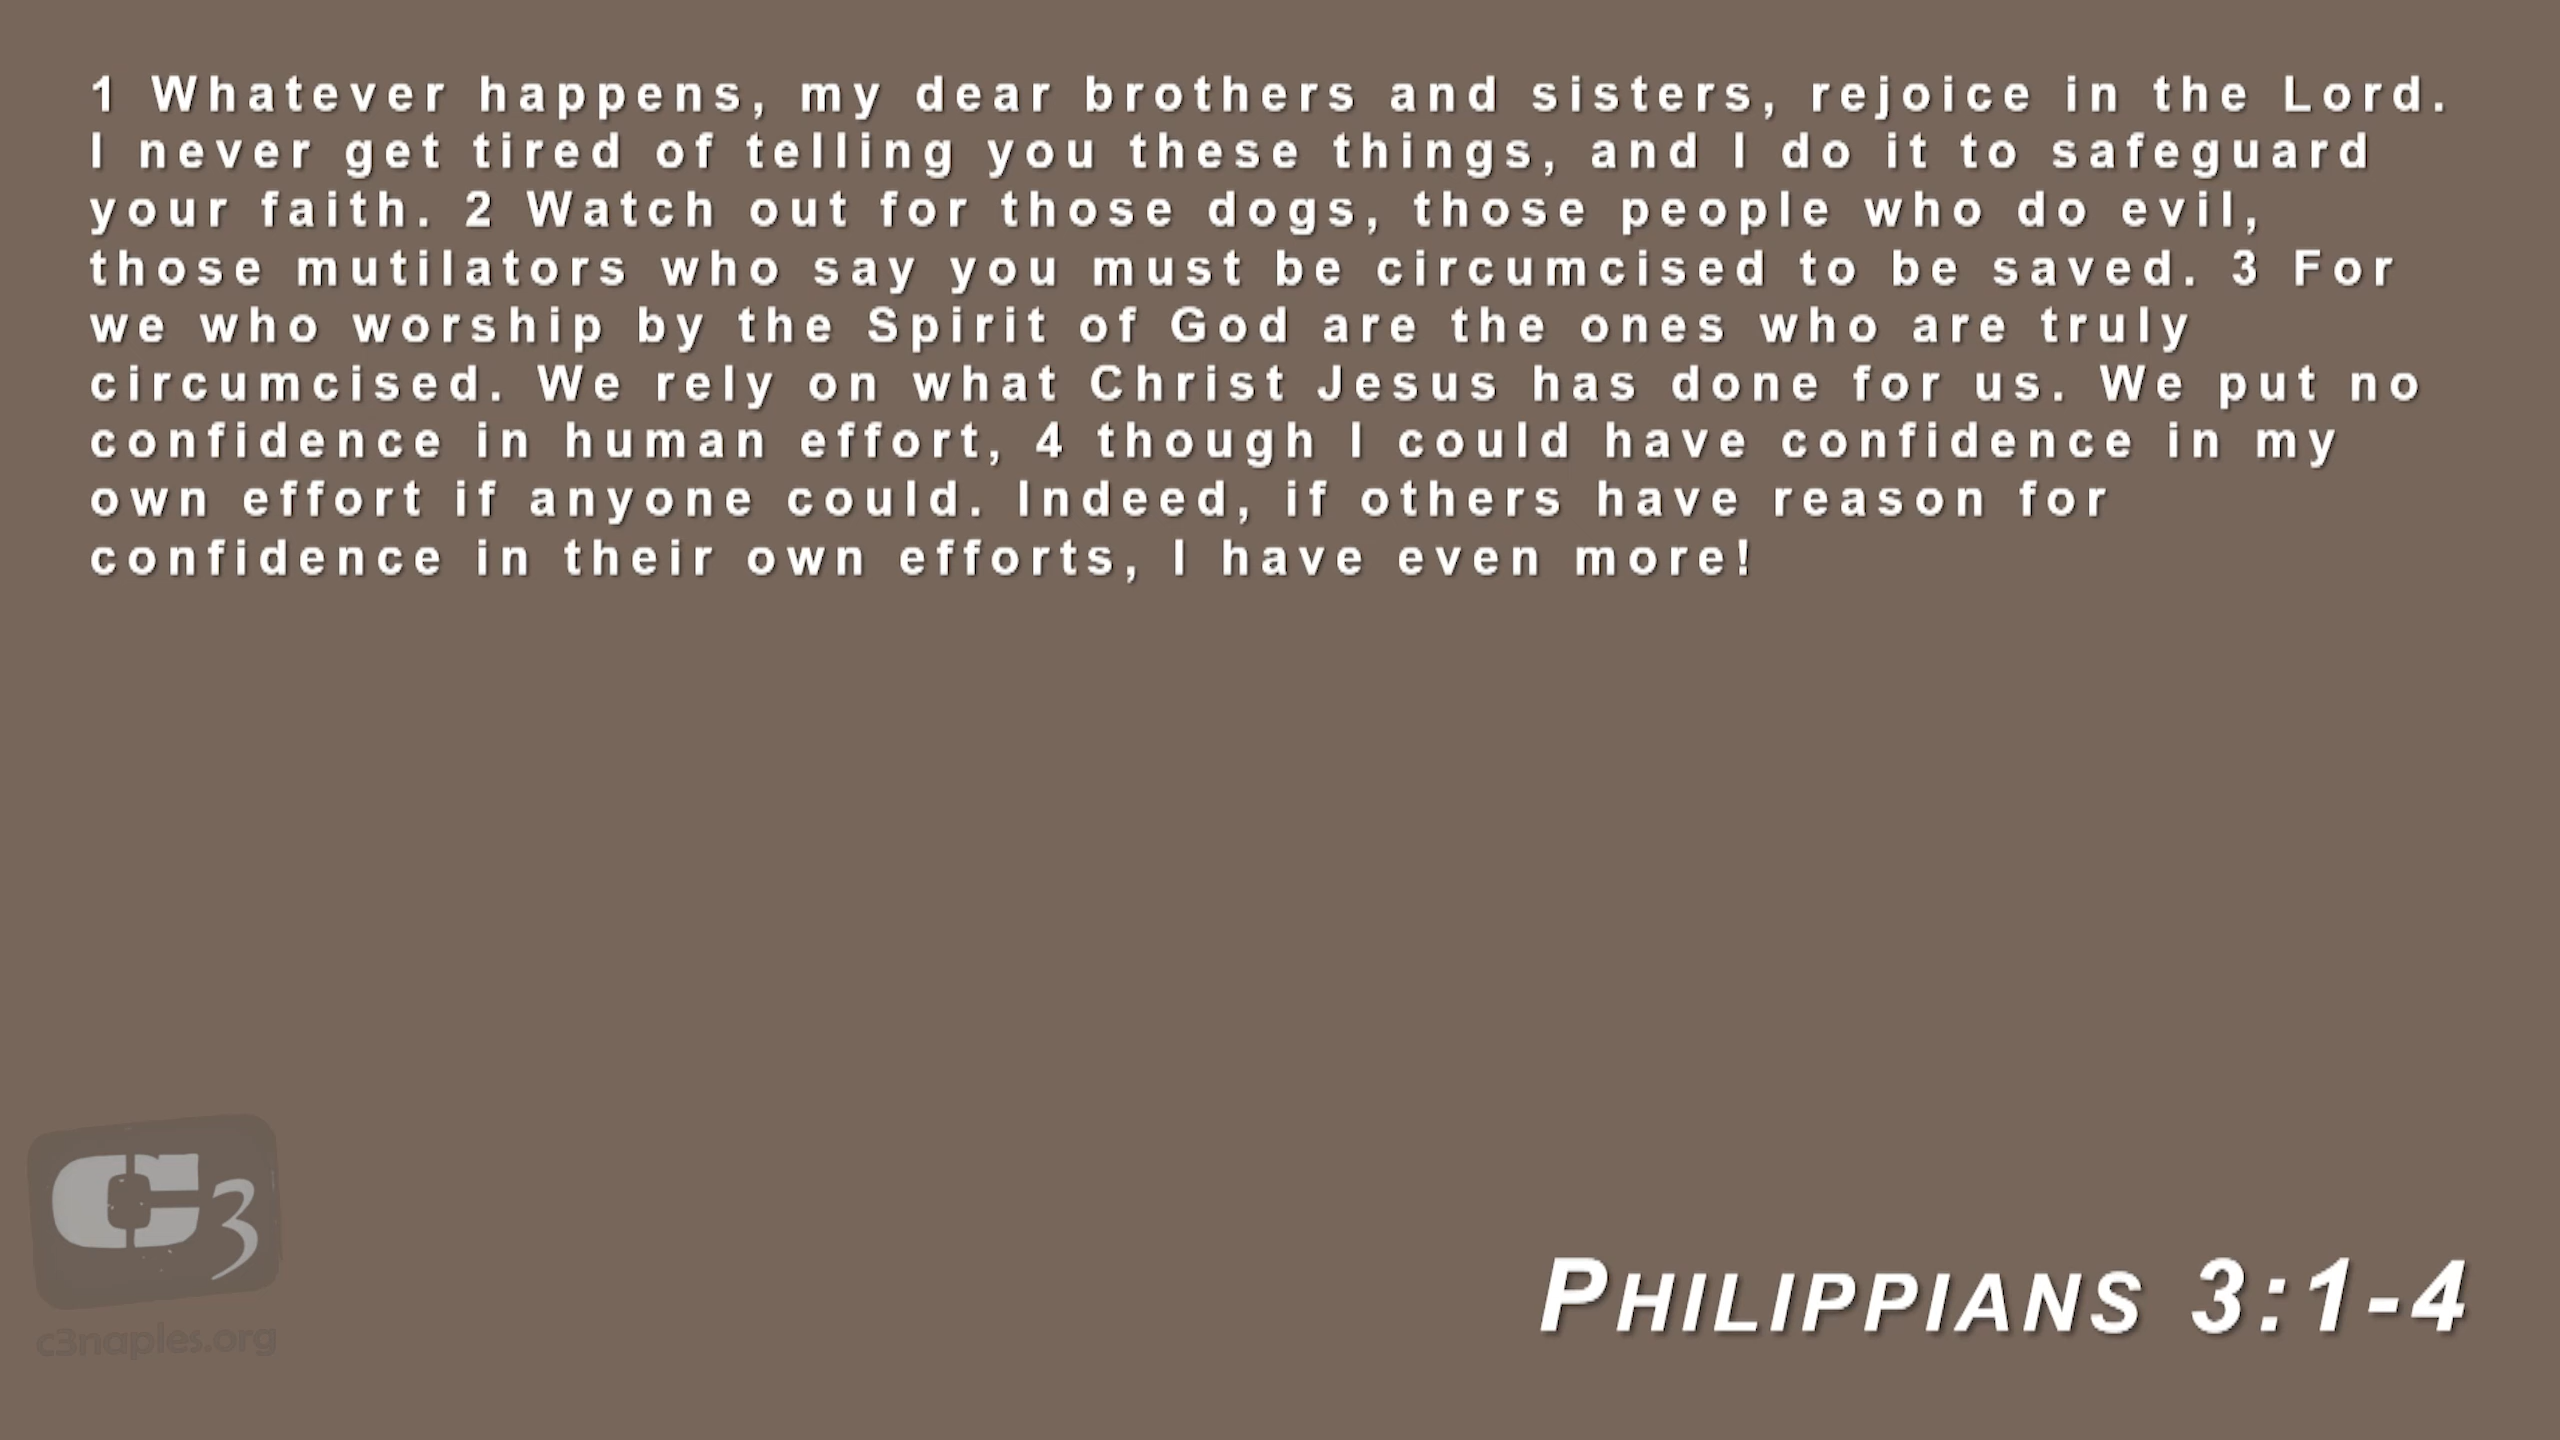 1 Whatever happens, my dear brothers and sisters, rejoice in the Lord.
I never get tired of telling you these things, and I do it to safeguard
your faith. 2 Watch out for those dogs, those people who do evil,
those mutilators who say you must be circumcised to be saved. 3 For
we who worship by the Spirit of God are the ones who are truly
circumcised. We rely on what Christ Jesus has done for us. We put no
confidence in human effort, 4 though I could have confidence in my
own effort if anyone could. Indeed, if others have reason for
confidence in their own efforts, I have even more!
C3
c3naples.org
PHILIPPIANS 3:1-4